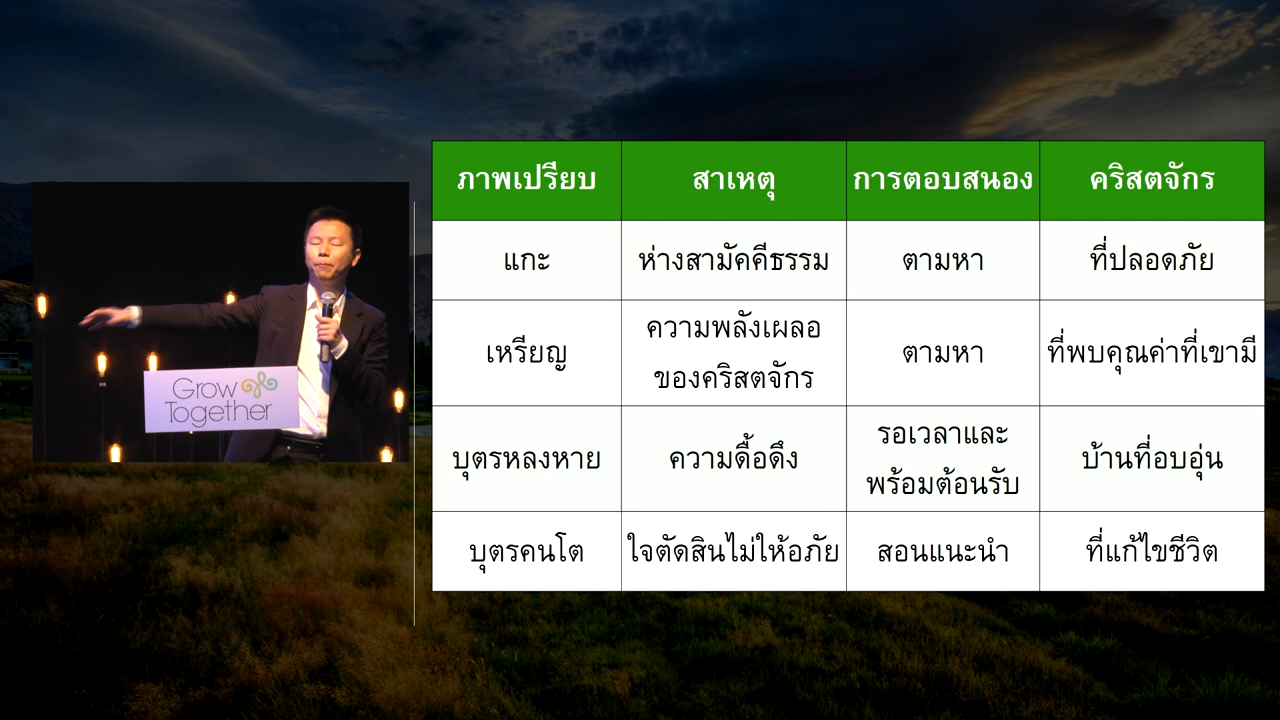 Grow
Together
ภาพเปรียบ สาเหตุ การตอบสนอง คริสตจักร
แกะ ห่างสามัคคีธรรม ตามหา ที่ปลอดภัย
เหรียญ ความพลังเผลอ ของคริสตจักร ตามหา ที่พบคุณค่าที่เขามี
บุตรหลงหาย ความดื้อดึง รอเวลาและ พร้อมต้อนรับ บ้านที่อบอุ่น
บุตรคนโต ใจตัดสินไม่ให้อภัย สอนแนะนำ ที่แก้ไขชีวิต